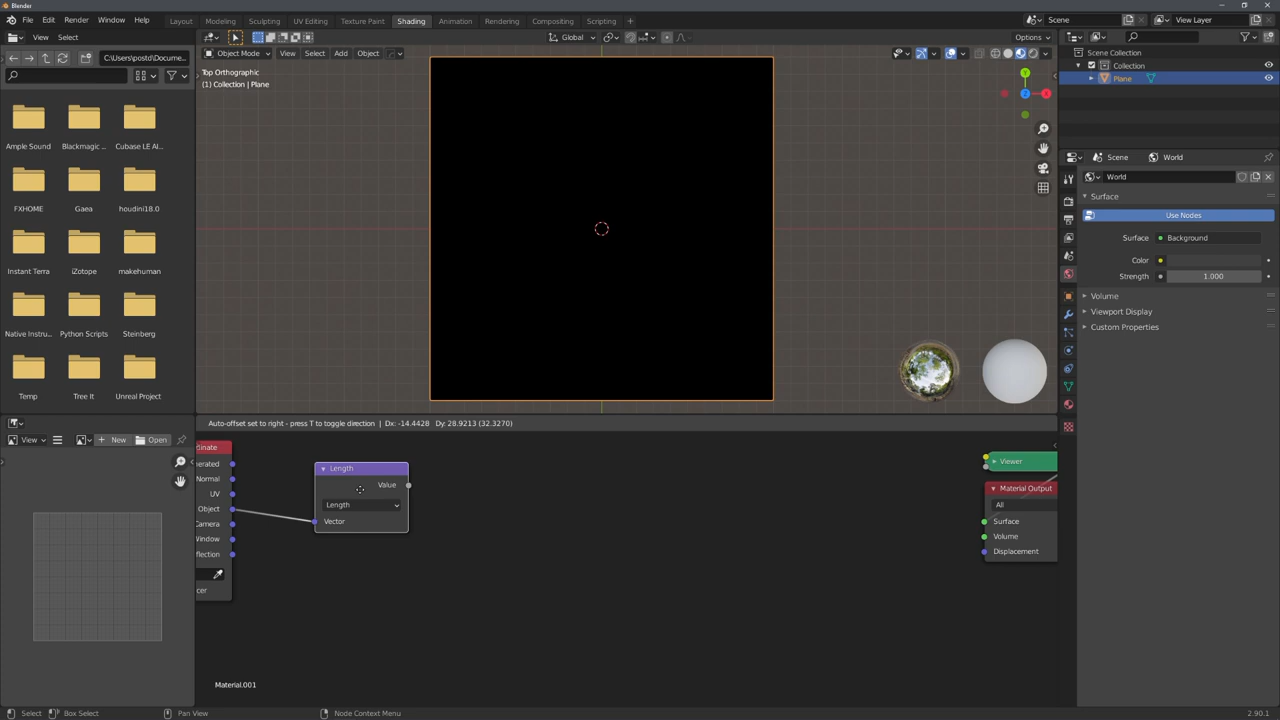 Blender
File Edit Render Window Help
Layout Modeling Sculpting UV Editing Texture Paint Shading Animation Rendering Compositing Scripting +
Scene View Layer
View Select
C:\Users\postd\Docume...
Ample Sound Blackmagic ... Cubase LE AI...
FXHOME Gaea houdini18.0
Instant Terra iZotope makehuman
Native Instru... Python Scripts Steinberg
Temp Tree It Unreal Project
Global Options
Object Mode View Select Add Object
Top Orthographic
(1) Collection | Plane
Y
Z X
Scene Collection
Collection
Plane
Scene World
World
Surface
Use Nodes
Surface Background
Color
Strength 1.000
Volume
Viewport Display
Custom Properties
View New Open
Auto-offset set to right - press T to toggle direction | Dx: -14.4428 Dy: 28.9213 (32.3270)
inate
nerated
Normal
UV
Object
Camera
Window
flection
cer
Length
Value
Length
Vector
Viewer
Material Output
All
Surface
Volume
Displacement
Material.001
Select Box Select Pan View Node Context Menu 2.90.1